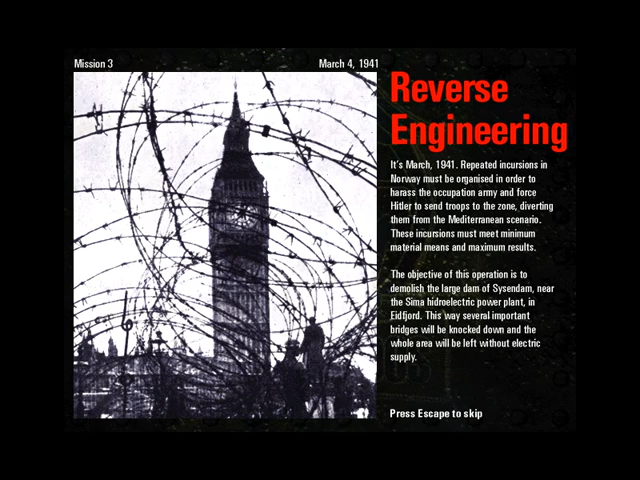 Mission 3
March 4, 1941
Reverse
Engineering
It's March, 1941. Repeated incursions in
Norway must be organised in order to
harass the occupation army and force
Hitler to send troops to the zone, diverting
them from the Mediterranean scenario.
These incursions must meet minimum
material means and maximum results.
The objective of this operation is to
demolish the large dam of Sysendam, near
the Sima hidroelectric power plant, in
Eidfjord. This way several important
bridges will be knocked down and the
whole area will be left without electric
supply.
Press Escape to skip